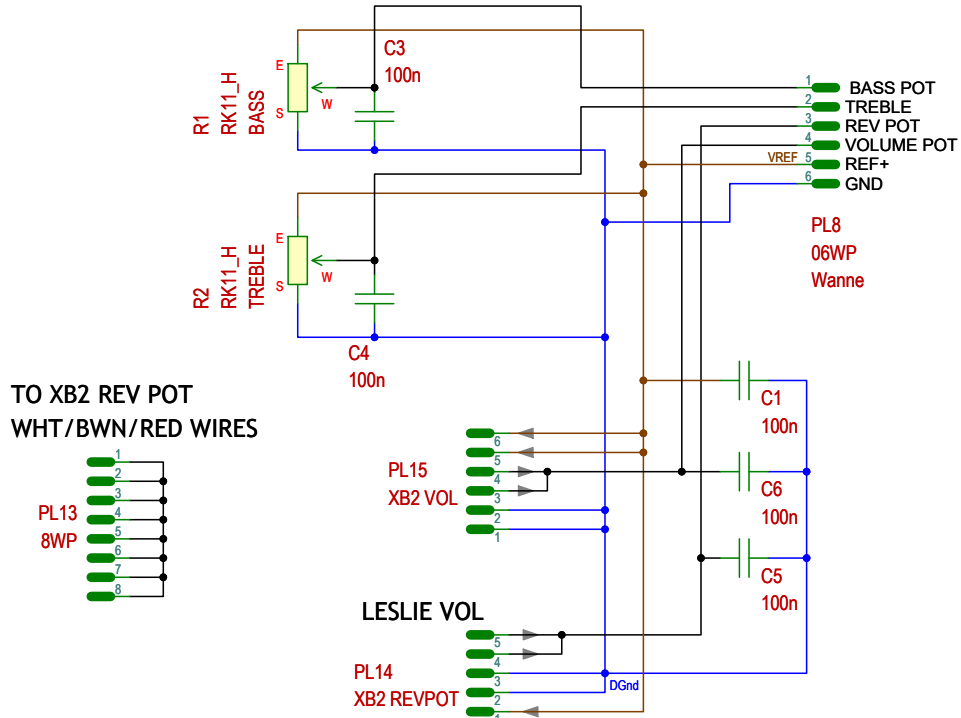 C3
100n
E
W
S
R1
RK11_H
BASS
1
BASS POT
2
TREBLE
3
REV POT
4
VOLUME POT
VREF
5
REF+
6
GND
PL8
06WP
Wanne
E
W
S
R2
RK11_H
TREBLE
C4
100n
C1
100n
C6
100n
C5
100n
TO XB2 REV POT
WHT/BWN/RED WIRES
1
2
3
4
5
6
7
8
PL13
8WP
PL15
XB2 VOL
6
5
4
3
2
1
LESLIE VOL
PL14
XB2 REVPOT
5
4
3
2
DGnd